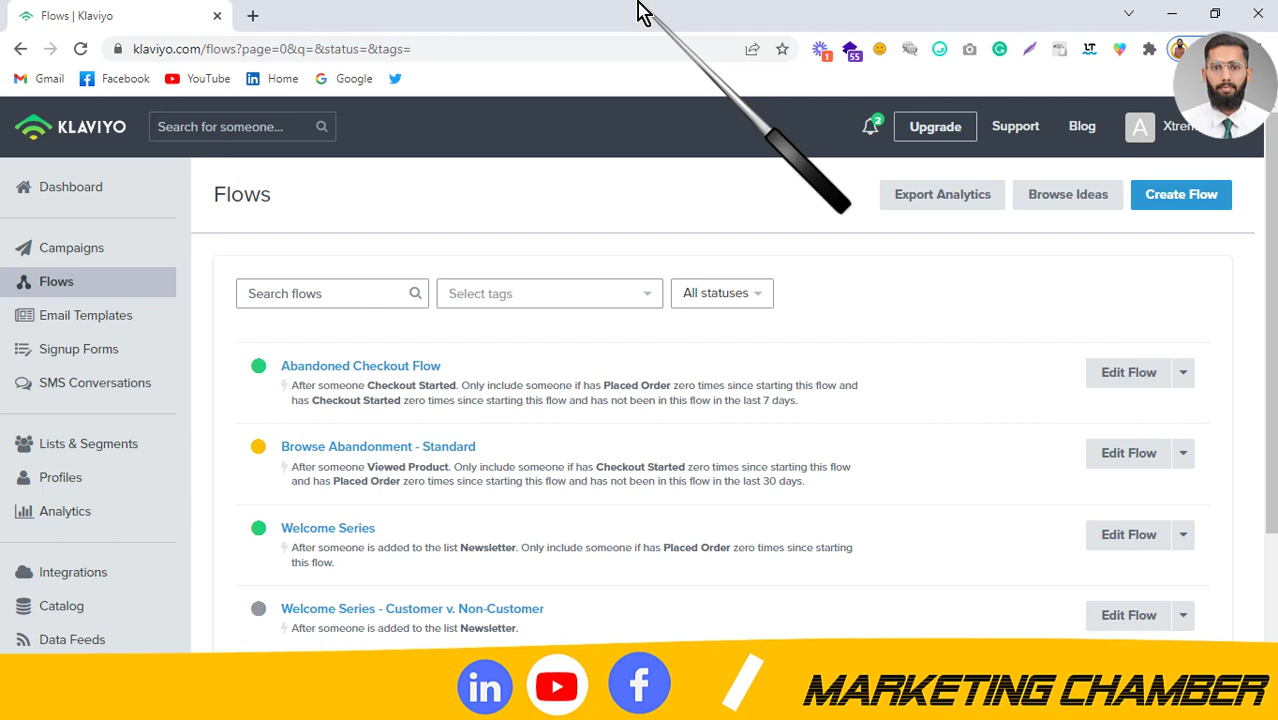 Flows | Klaviyo
klaviyo.com/flows?page=0&q=&status=&tags=
1
55
LT
Gmail Facebook YouTube Home Google
KLAVIYO
Search for someone...
2
Upgrade
Support
Blog
A
Xtrem
Dashboard
Campaigns
Flows
Email Templates
Signup Forms
SMS Conversations
Lists & Segments
Profiles
Analytics
Integrations
Catalog
Data Feeds
Flows
Export Analytics
Browse Ideas
Create Flow
Search flows
Select tags
All statuses
Abandoned Checkout Flow
After someone Checkout Started. Only include someone if has Placed Order zero times since starting this flow and
has Checkout Started zero times since starting this flow and has not been in this flow in the last 7 days.
Edit Flow
Browse Abandonment - Standard
After someone Viewed Product. Only include someone if has Checkout Started zero times since starting this flow
and has Placed Order zero times since starting this flow and has not been in this flow in the last 30 days.
Edit Flow
Welcome Series
After someone is added to the list Newsletter. Only include someone if has Placed Order zero times since starting
this flow.
Edit Flow
Welcome Series - Customer v. Non-Customer
After someone is added to the list Newsletter.
Edit Flow
in
f
MARKETING CHAMBER